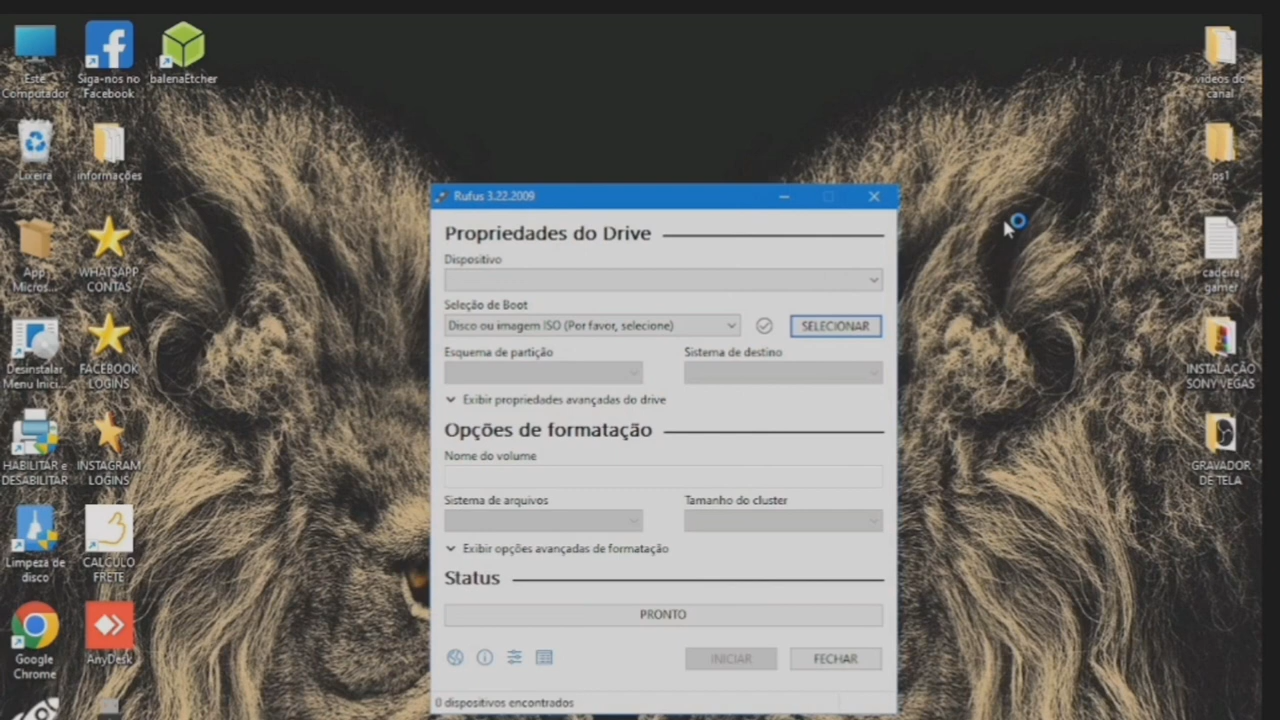 Este
Computador
Siga-nos no
Facebook
balenaEtcher
Lixeira
informações
App
Micros...
WHATSAPP
CONTAS
Desinstalar
Menu Inici...
FACEBOOK
LOGINS
HABILITAR e
DESABILITAR
INSTAGRAM
LOGINS
Limpeza de
disco
CALCULO
FRETE
Google
Chrome
AnyDesk
Rufus 3.22.2009
Propriedades do Drive
Dispositivo
Seleção de Boot
Disco ou imagem ISO (Por favor, selecione)
SELECIONAR
Esquema de partição
Sistema de destino
Exibir propriedades avançadas do drive
Opções de formatação
Nome do volume
Sistema de arquivos
Tamanho do cluster
Exibir opções avançadas de formatação
Status
PRONTO
INICIAR
FECHAR
0 dispositivos encontrados
videos do
canal
ps1
cadeira
gamer
INSTALAÇÃO
SONY VEGAS
GRAVADOR
DE TELA